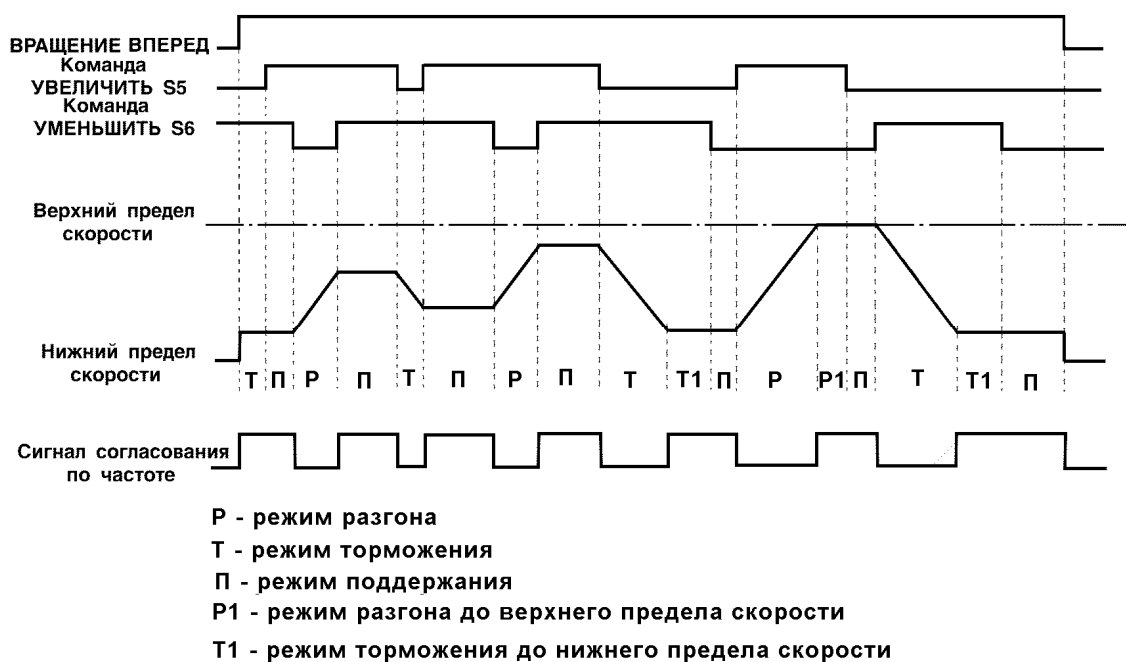 ВРАЩЕНИЕ ВПЕРЕД
Команда
УВЕЛИЧИТЬ S5
Команда
УМЕНЬШИТЬ S6
Верхний предел
скорости
Нижний предел
скорости
Т П Р П Т П Р П Т Т1 П Р Р1 П Т Т1 П
Сигнал согласования
по частоте
Р - режим разгона
Т - режим торможения
П - режим поддержания
Р1 - режим разгона до верхнего предела скорости
Т1 - режим торможения до нижнего предела скорости